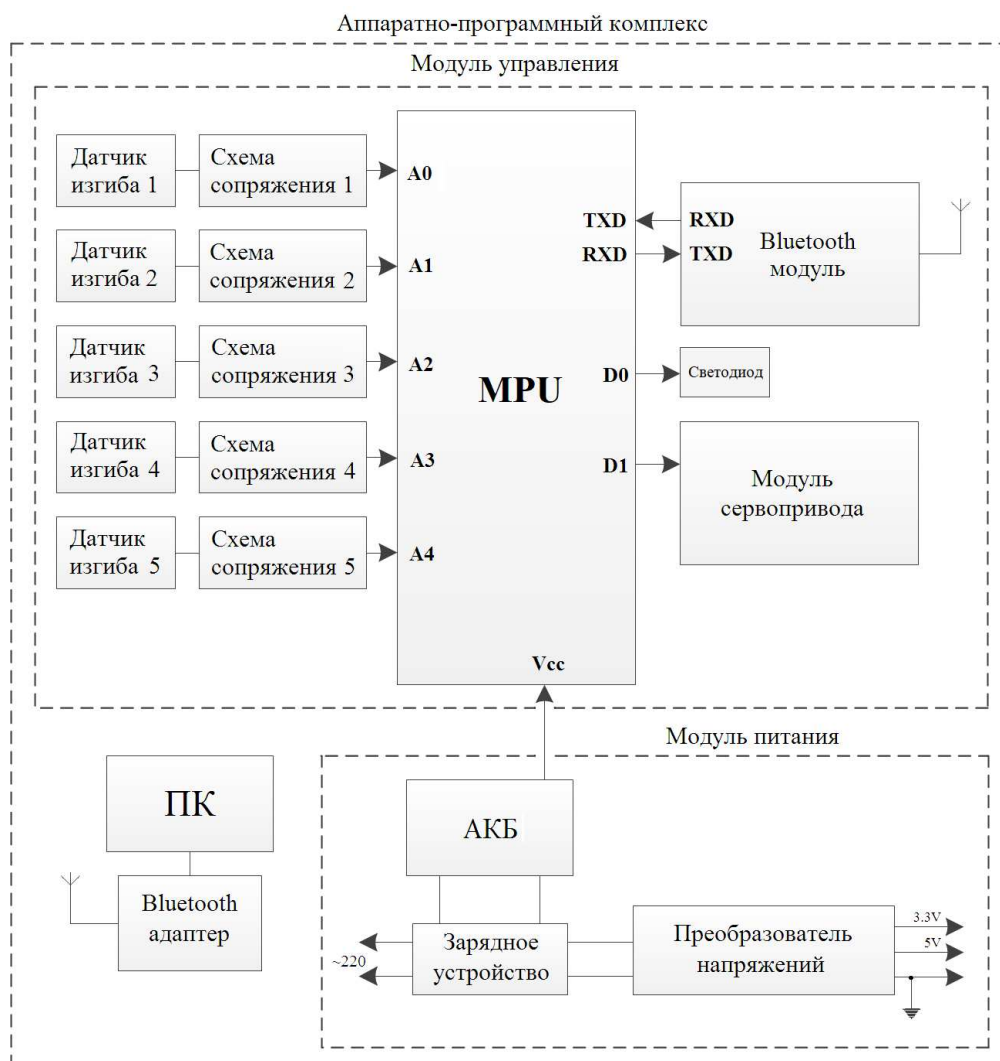 Аппаратно-программный комплекс
Модуль управления
Датчик
изгиба 1
Схема
сопряжения 1
A0
Датчик
изгиба 2
Схема
сопряжения 2
A1
Датчик
изгиба 3
Схема
сопряжения 3
A2
Датчик
изгиба 4
Схема
сопряжения 4
A3
Датчик
изгиба 5
Схема
сопряжения 5
A4
MPU
TXD
RXD
D0
D1
Vcc
RXD
TXD
Bluetooth
модуль
Светодиод
Модуль
сервопривода
Модуль питания
ПК
Bluetooth
адаптер
АКБ
~220
Зарядное
устройство
Преобразователь
напряжений
3.3V
5V